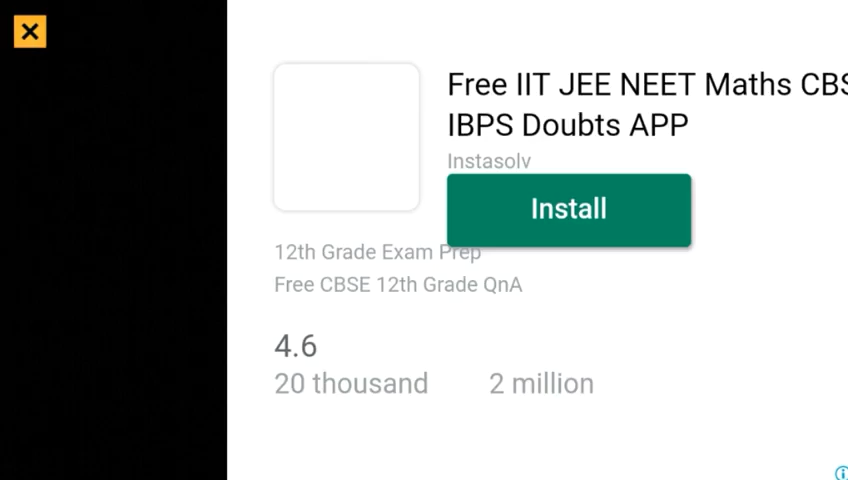 Free IIT JEE NEET Maths CBS
IBPS Doubts APP
Instasolv
Install
12th Grade Exam Prep
Free CBSE 12th Grade QnA
4.6
20 thousand 2 million